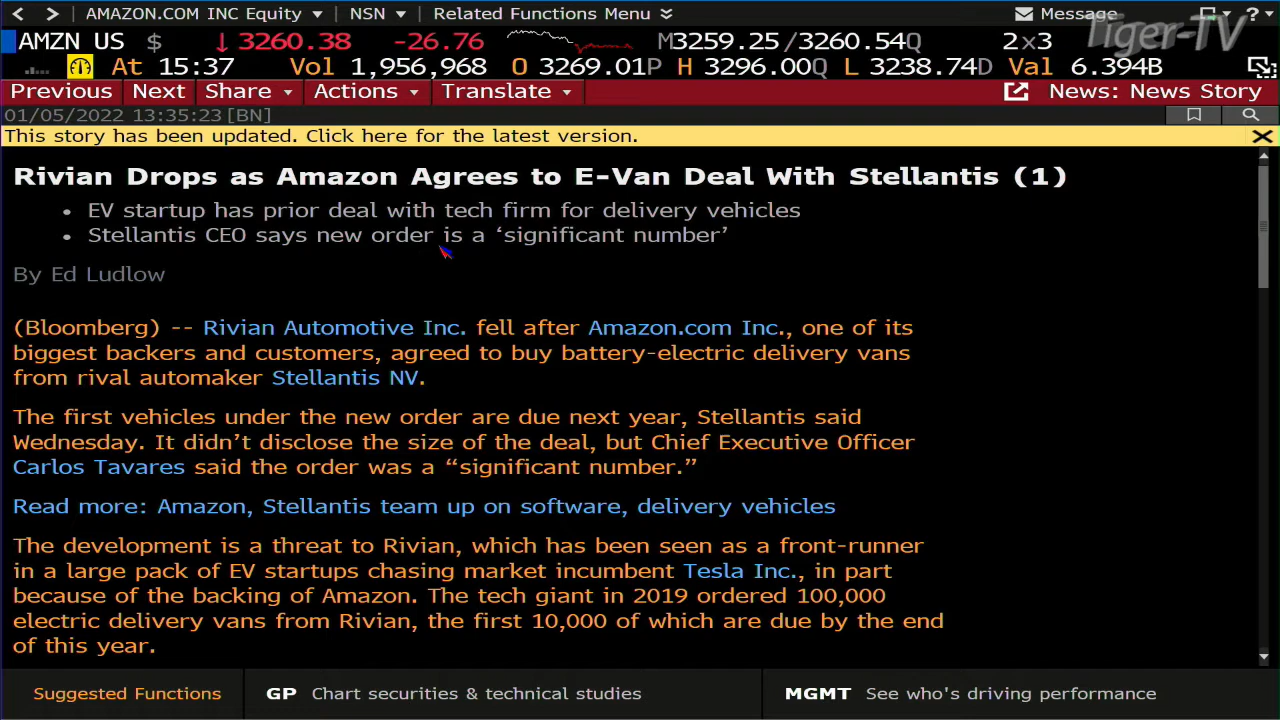 AMAZON.COM INC Equity NSN Related Functions Menu Message ?
AMZN US $ ↓ 3260.38 -26.76 M3259.25/3260.54Q 2×3
Tiger-TV
At 15:37 Vol 1,956,968 O 3269.01P H 3296.00Q L 3238.74D Val 6.394B
Previous Next Share Actions Translate News: News Story
01/05/2022 13:35:23 [BN]
This story has been updated. Click here for the latest version.
Rivian Drops as Amazon Agrees to E-Van Deal With Stellantis (1)
• EV startup has prior deal with tech firm for delivery vehicles
• Stellantis CEO says new order is a ‘significant number’
By Ed Ludlow
(Bloomberg) -- Rivian Automotive Inc. fell after Amazon.com Inc., one of its
biggest backers and customers, agreed to buy battery-electric delivery vans
from rival automaker Stellantis NV.
The first vehicles under the new order are due next year, Stellantis said
Wednesday. It didn’t disclose the size of the deal, but Chief Executive Officer
Carlos Tavares said the order was a “significant number.”
Read more: Amazon, Stellantis team up on software, delivery vehicles
The development is a threat to Rivian, which has been seen as a front-runner
in a large pack of EV startups chasing market incumbent Tesla Inc., in part
because of the backing of Amazon. The tech giant in 2019 ordered 100,000
electric delivery vans from Rivian, the first 10,000 of which are due by the end
of this year.
Suggested Functions GP Chart securities & technical studies MGMT See who's driving performance